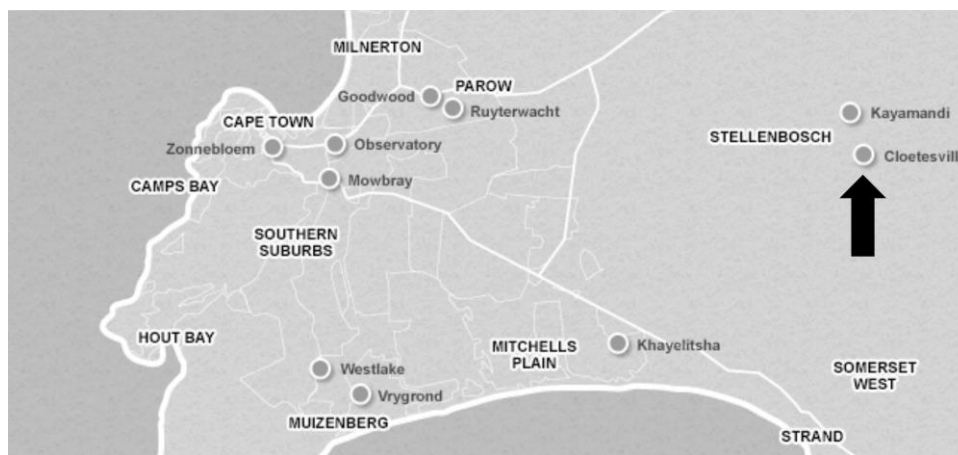 MILNERTON
Goodwood
PAROW
Ruyterwacht
CAPE TOWN
Zonnebloem
Observatory
Kayamandi
STELLENBOSCH
Cloetesvill
CAMPS BAY
Mowbray
SOUTHERN
SUBURBS
HOUT BAY
MITCHELLS
PLAIN
Khayelitsha
Westlake
Vrygrond
MUIZENBERG
SOMERSET
WEST
STRAND